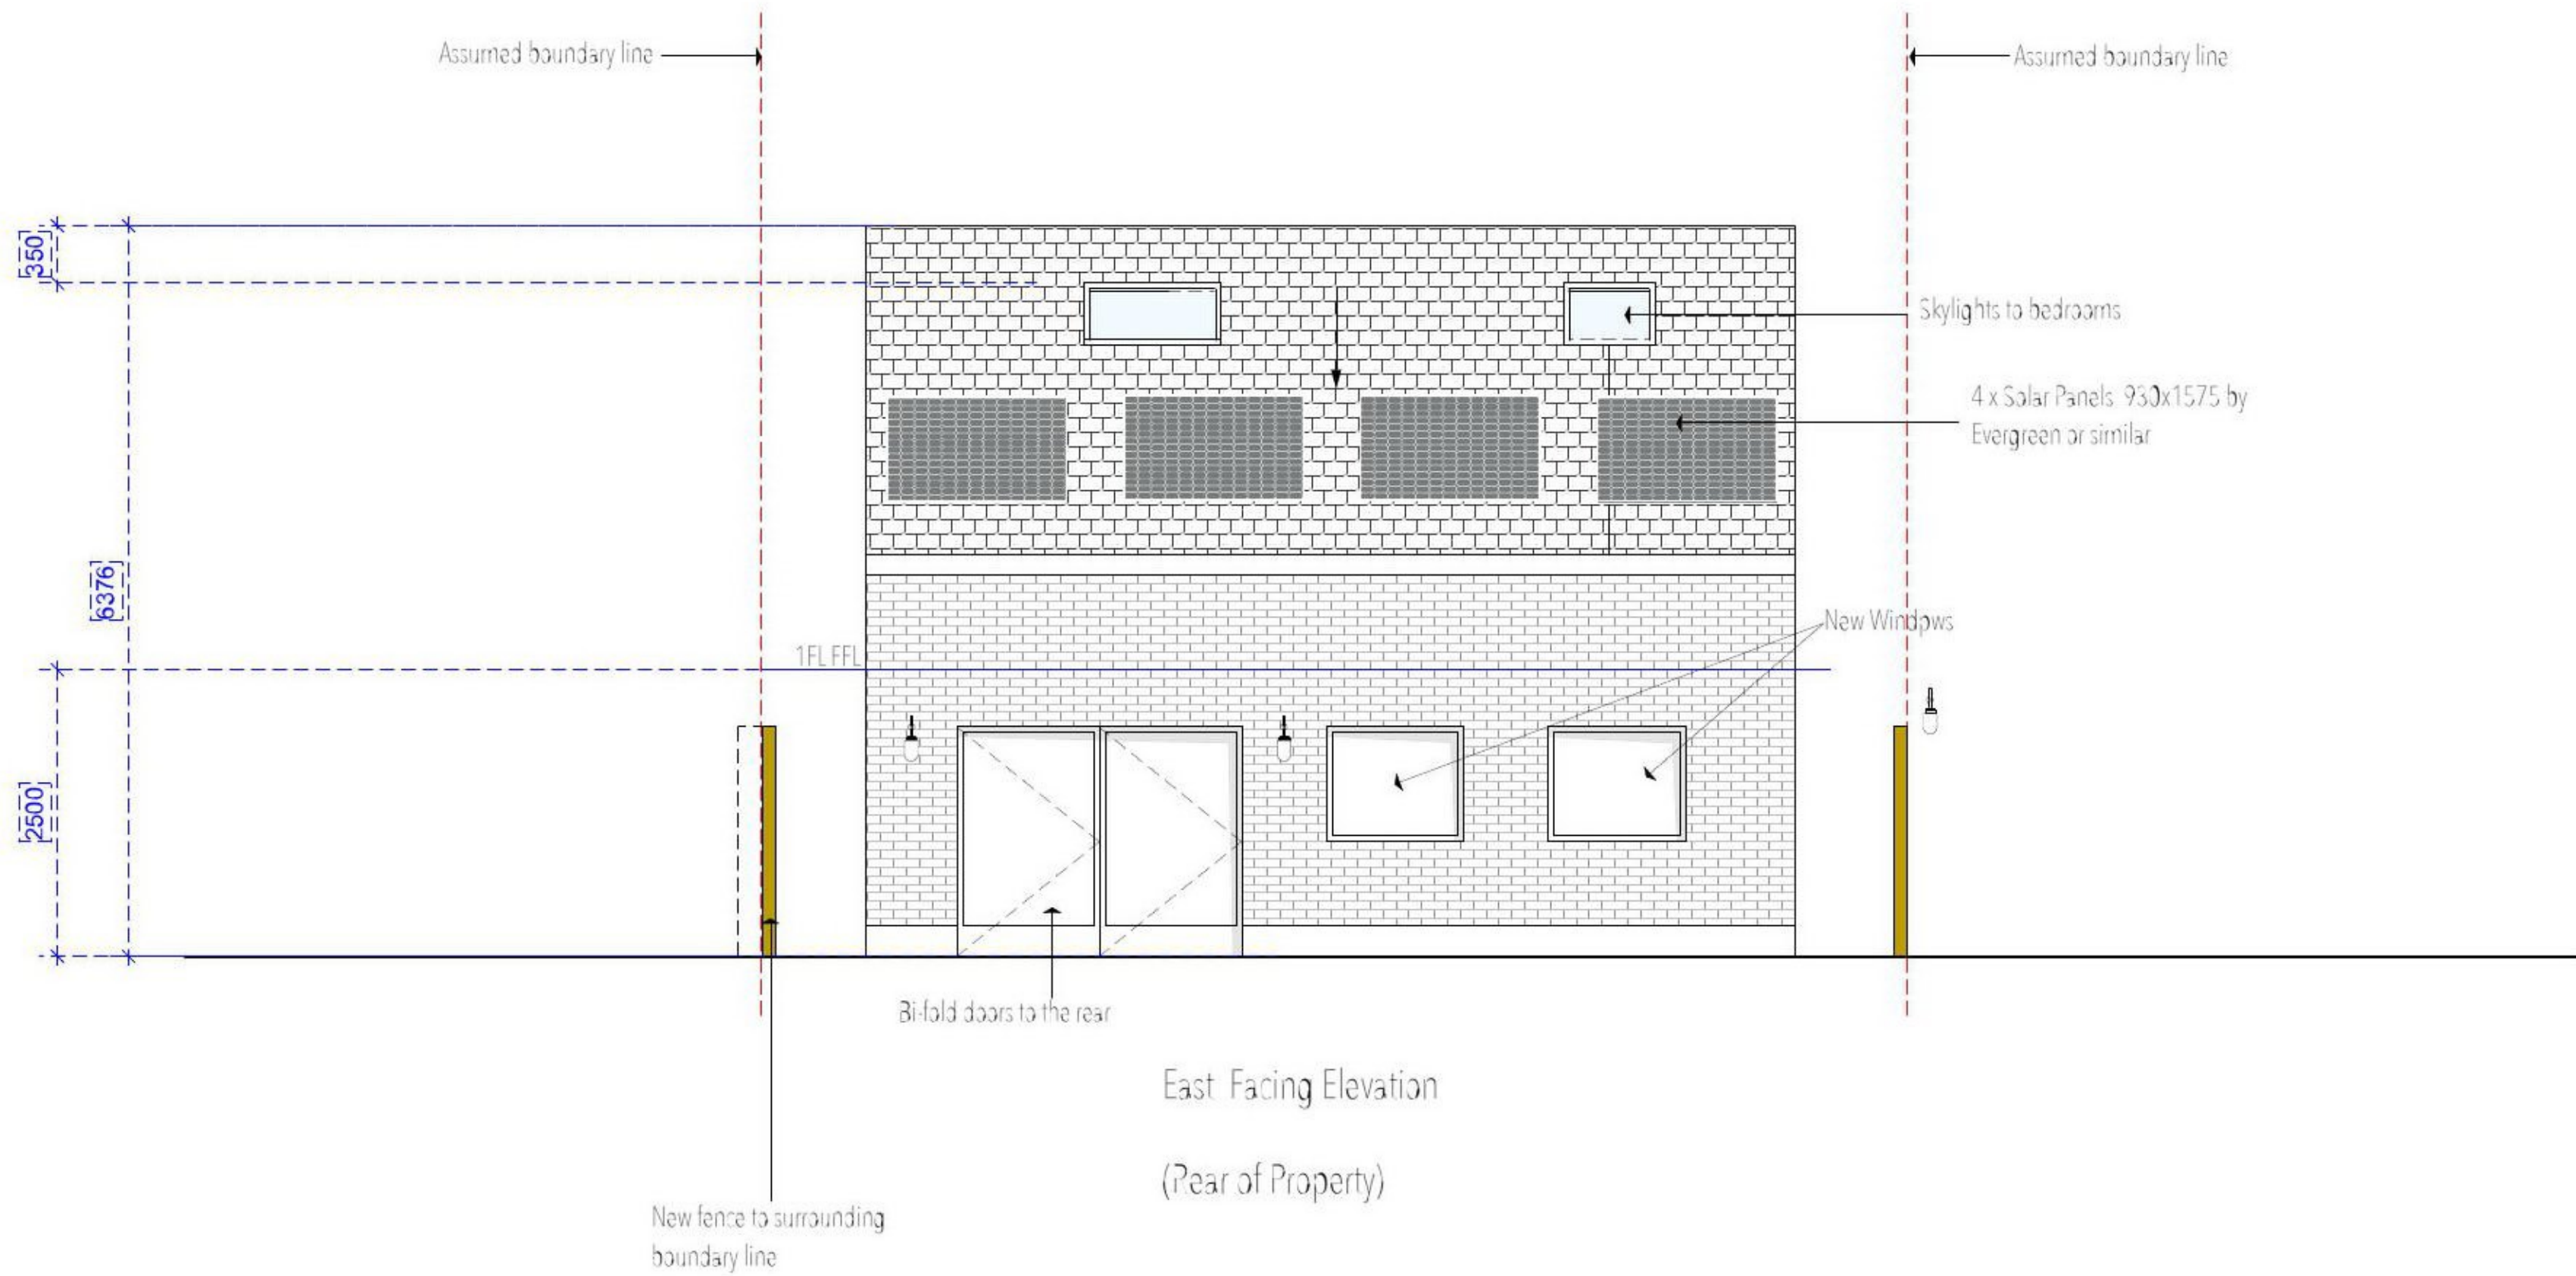 Assumed boundary line
Assumed boundary line
350
Skylights to bedrooms
4 x Solar Panels 930x1575 by
Evergreen or similar
6376
New Windows
1FL FFL
2500
Bi-fold doors to the rear
East Facing Elevation
(Rear of Property)
New fence to surrounding
boundary line